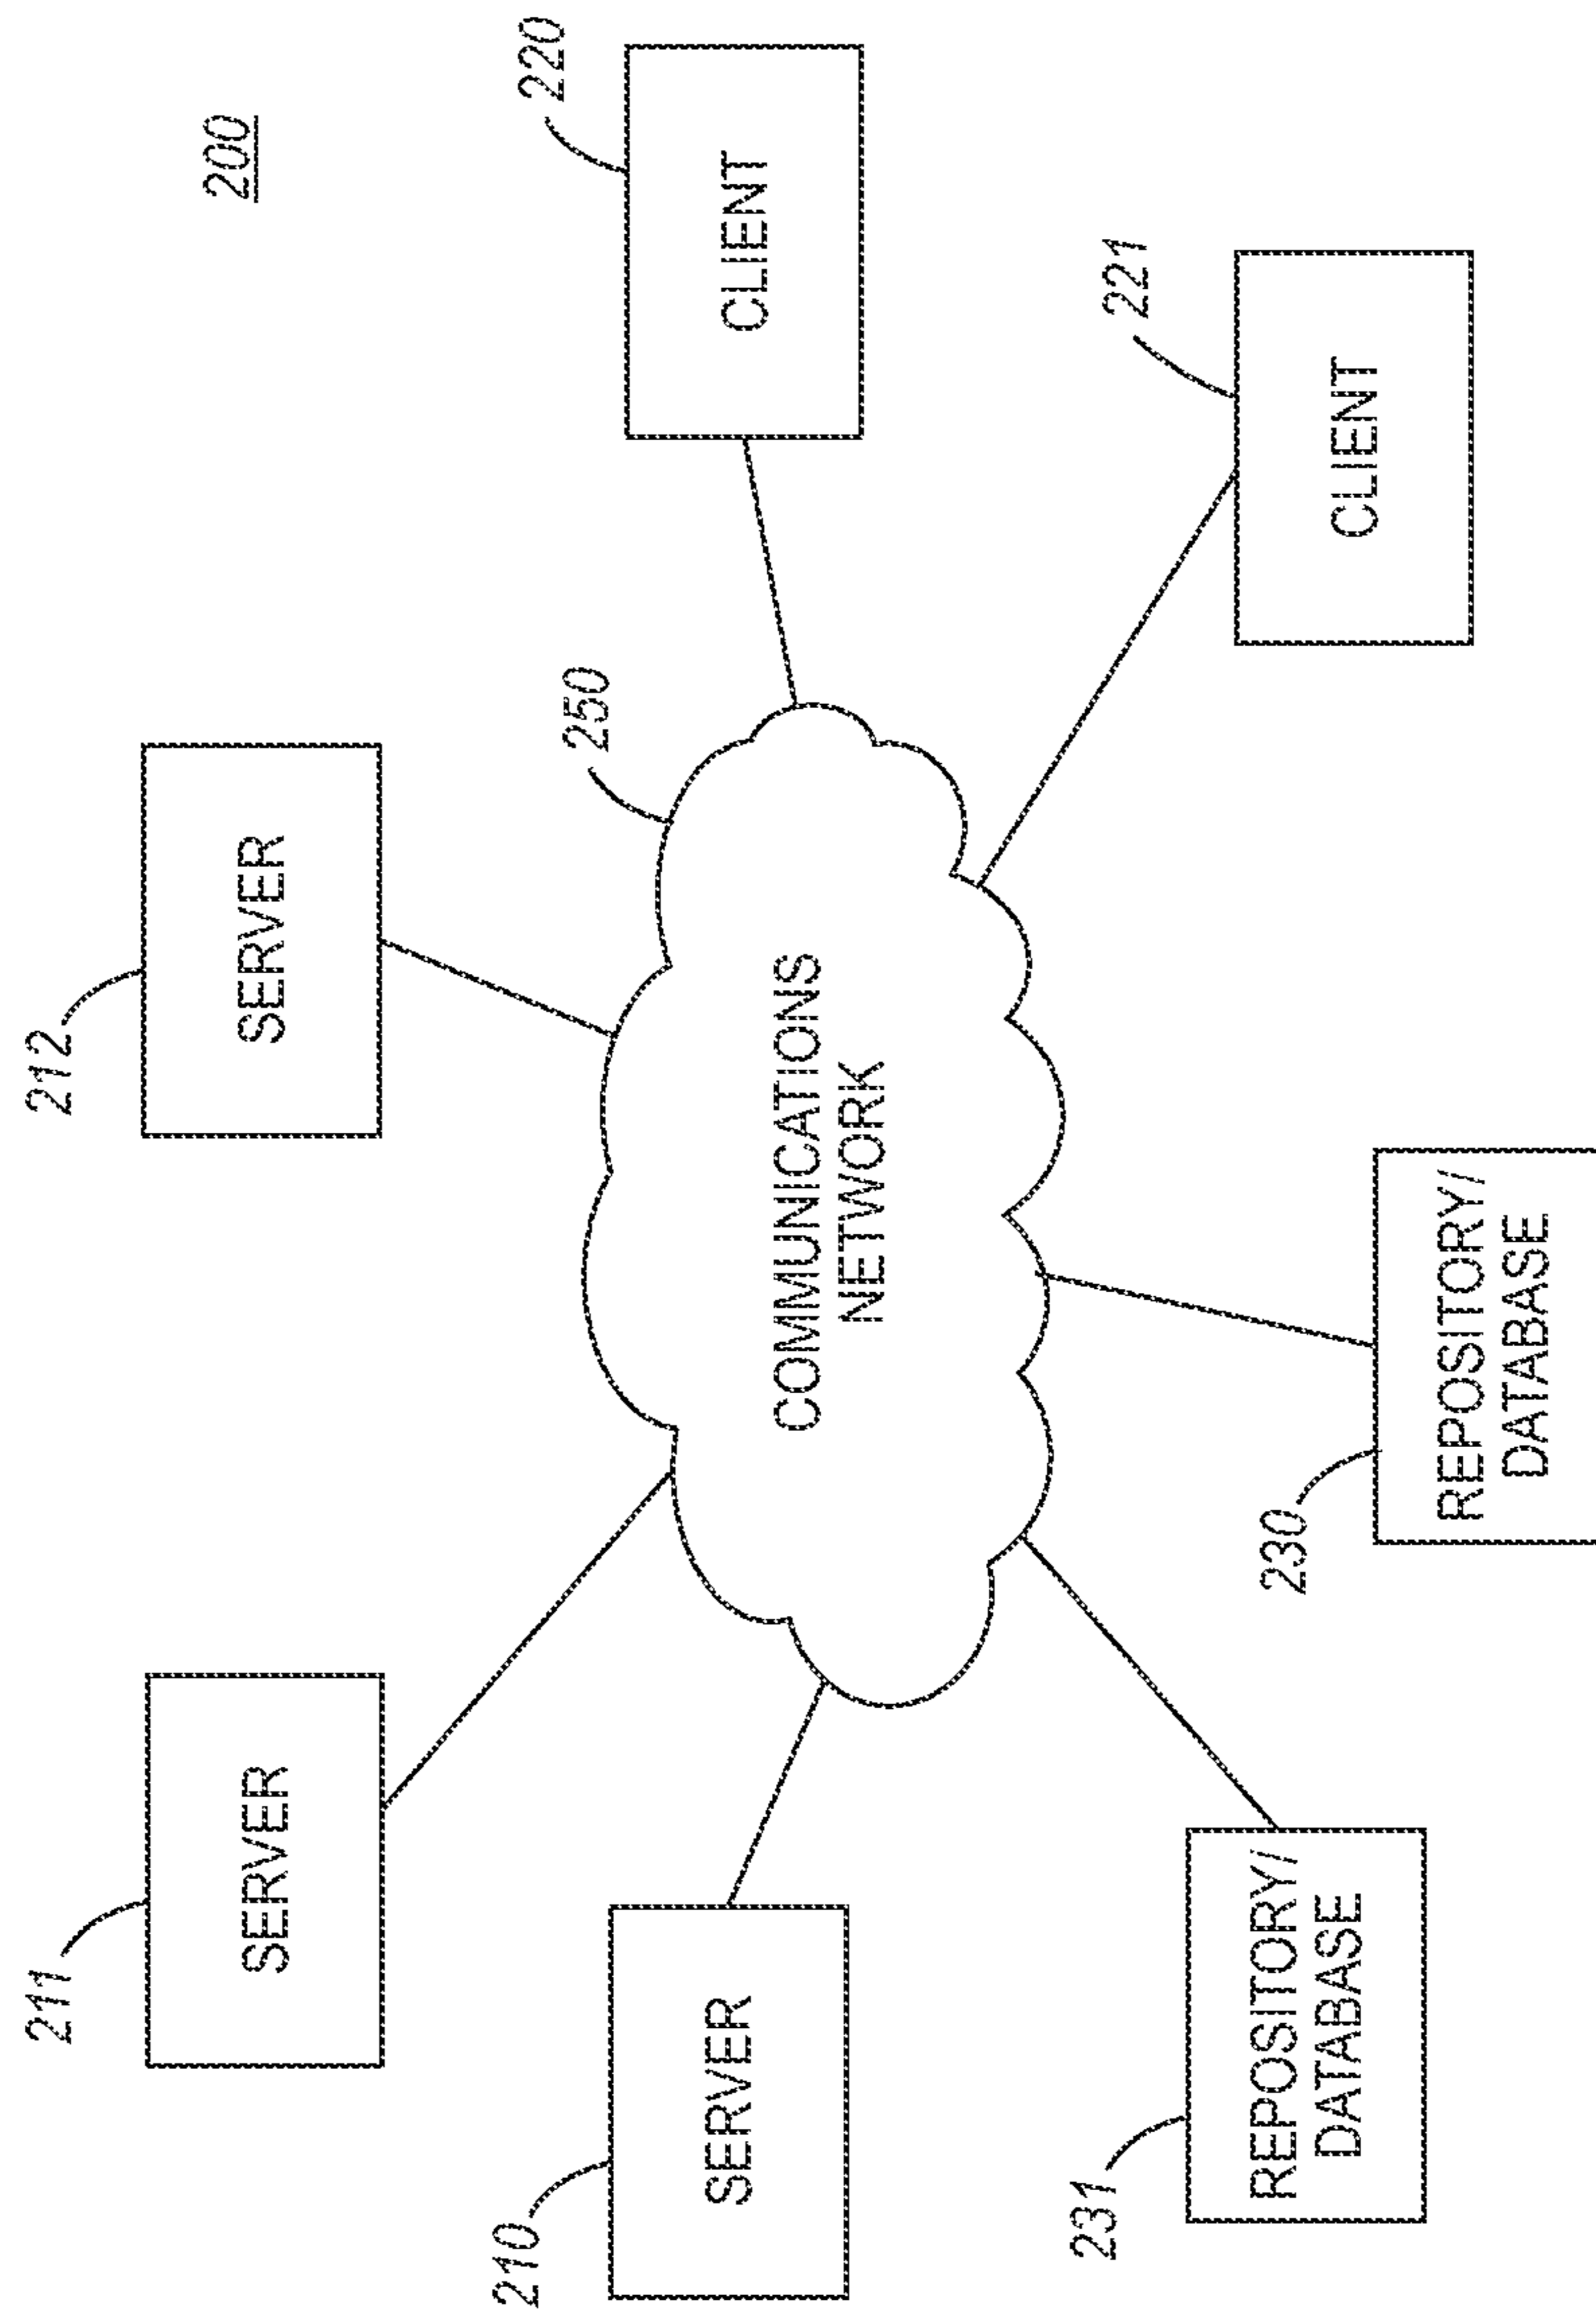 200
212
SERVER
211
SERVER
250
220
CLIENT
210
SERVER
COMMUNICATIONS
NETWORK
221
CLIENT
231
REPOSITORY/
DATABASE
230
REPOSITORY/
DATABASE